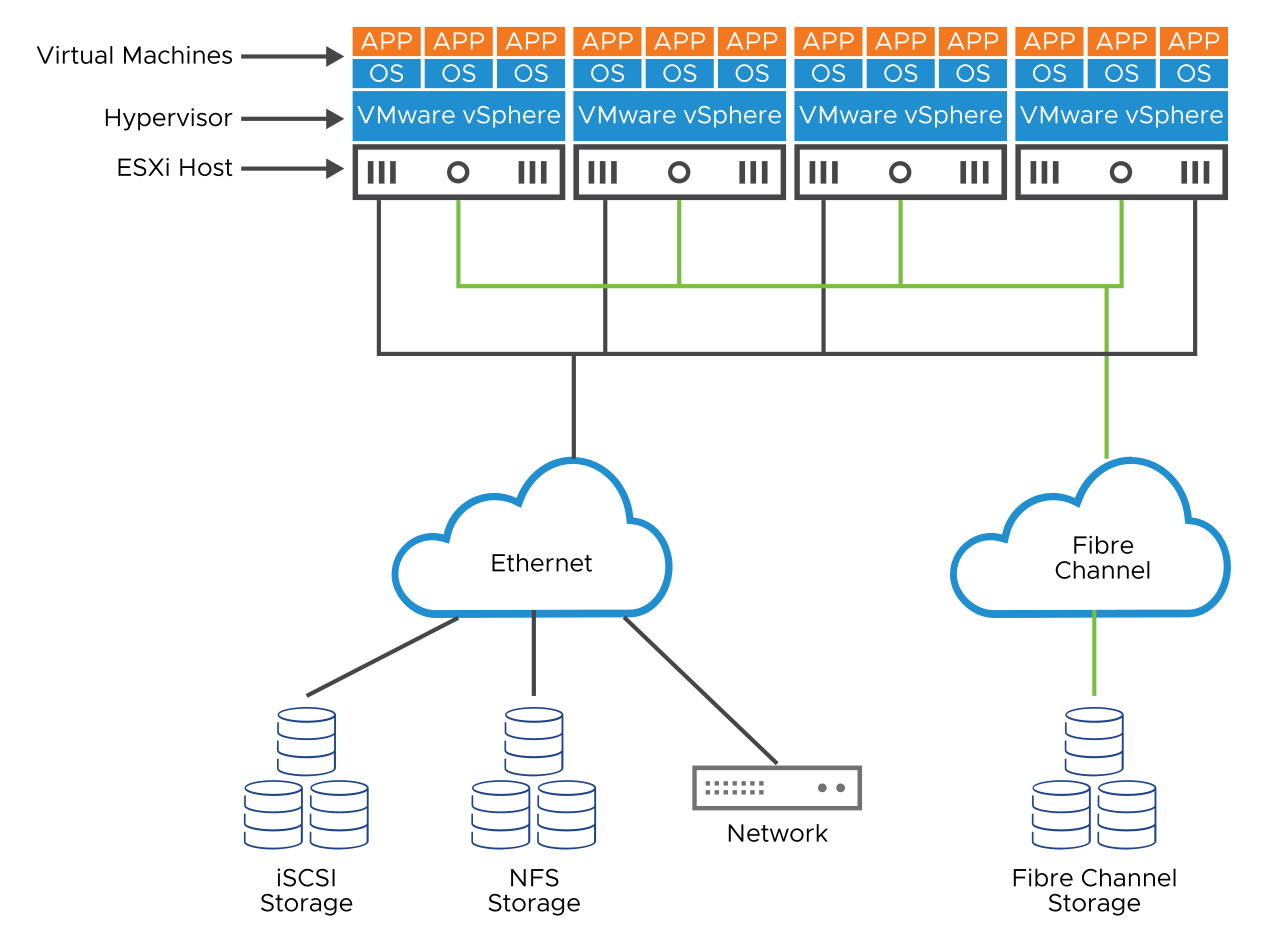 Virtual Machines
APP APP APP APP APP APP APP APP APP APP APP APP
OS OS OS OS OS OS OS OS OS OS OS OS
Hypervisor
VMware vSphere VMware vSphere VMware vSphere VMware vSphere
ESXi Host
Ethernet
Fibre
Channel
Network
iSCSI
Storage
NFS
Storage
Fibre Channel
Storage